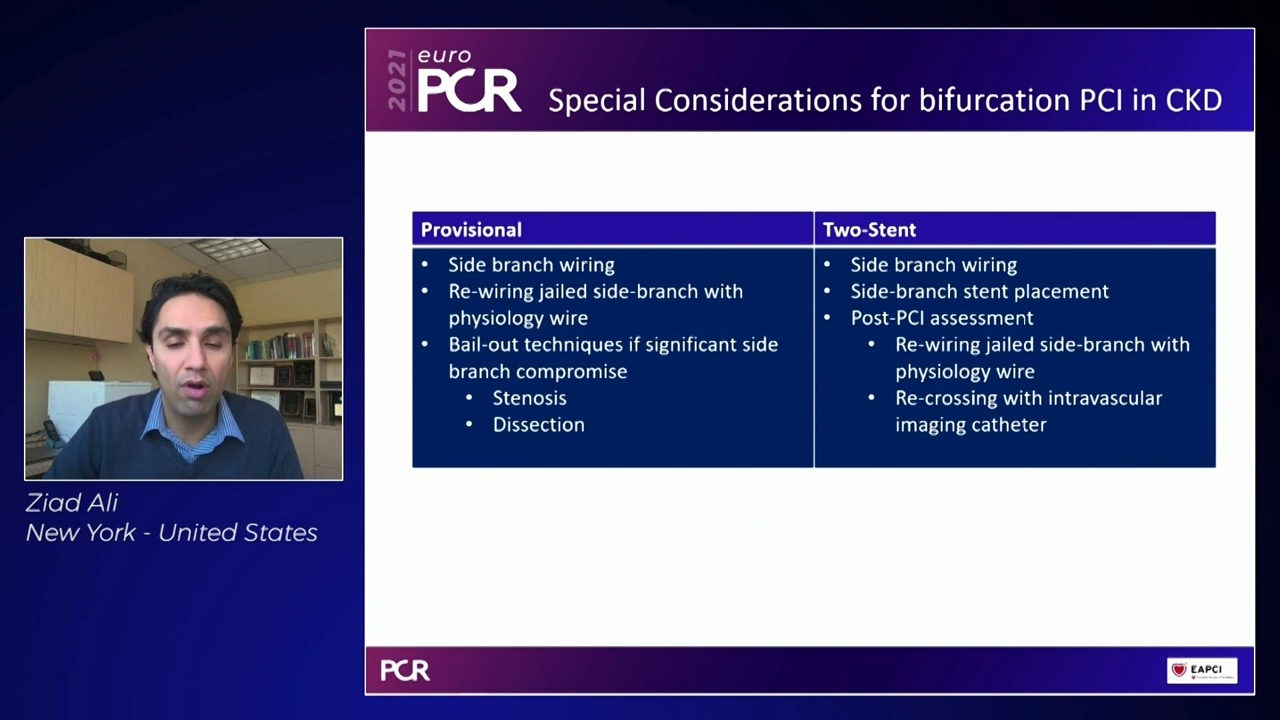 2021
euro
PCR
Special Considerations for bifurcation PCI in CKD
Provisional
• Side branch wiring
• Re-wiring jailed side-branch with
physiology wire
• Bail-out techniques if significant side
branch compromise
• Stenosis
• Dissection
Two-Stent
• Side branch wiring
• Side-branch stent placement
• Post-PCI assessment
• Re-wiring jailed side-branch with
physiology wire
• Re-crossing with intravascular
imaging catheter
Ziad Ali
New York - United States
PCR
EAPCI